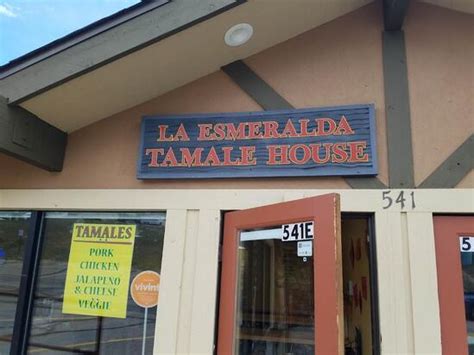 LA ESMERALDA
TAMALE HOUSE
541
541E
TAMALES
PORK
CHICKEN
JALAPEÑO
& CHEESE
VEGGIE
vivint